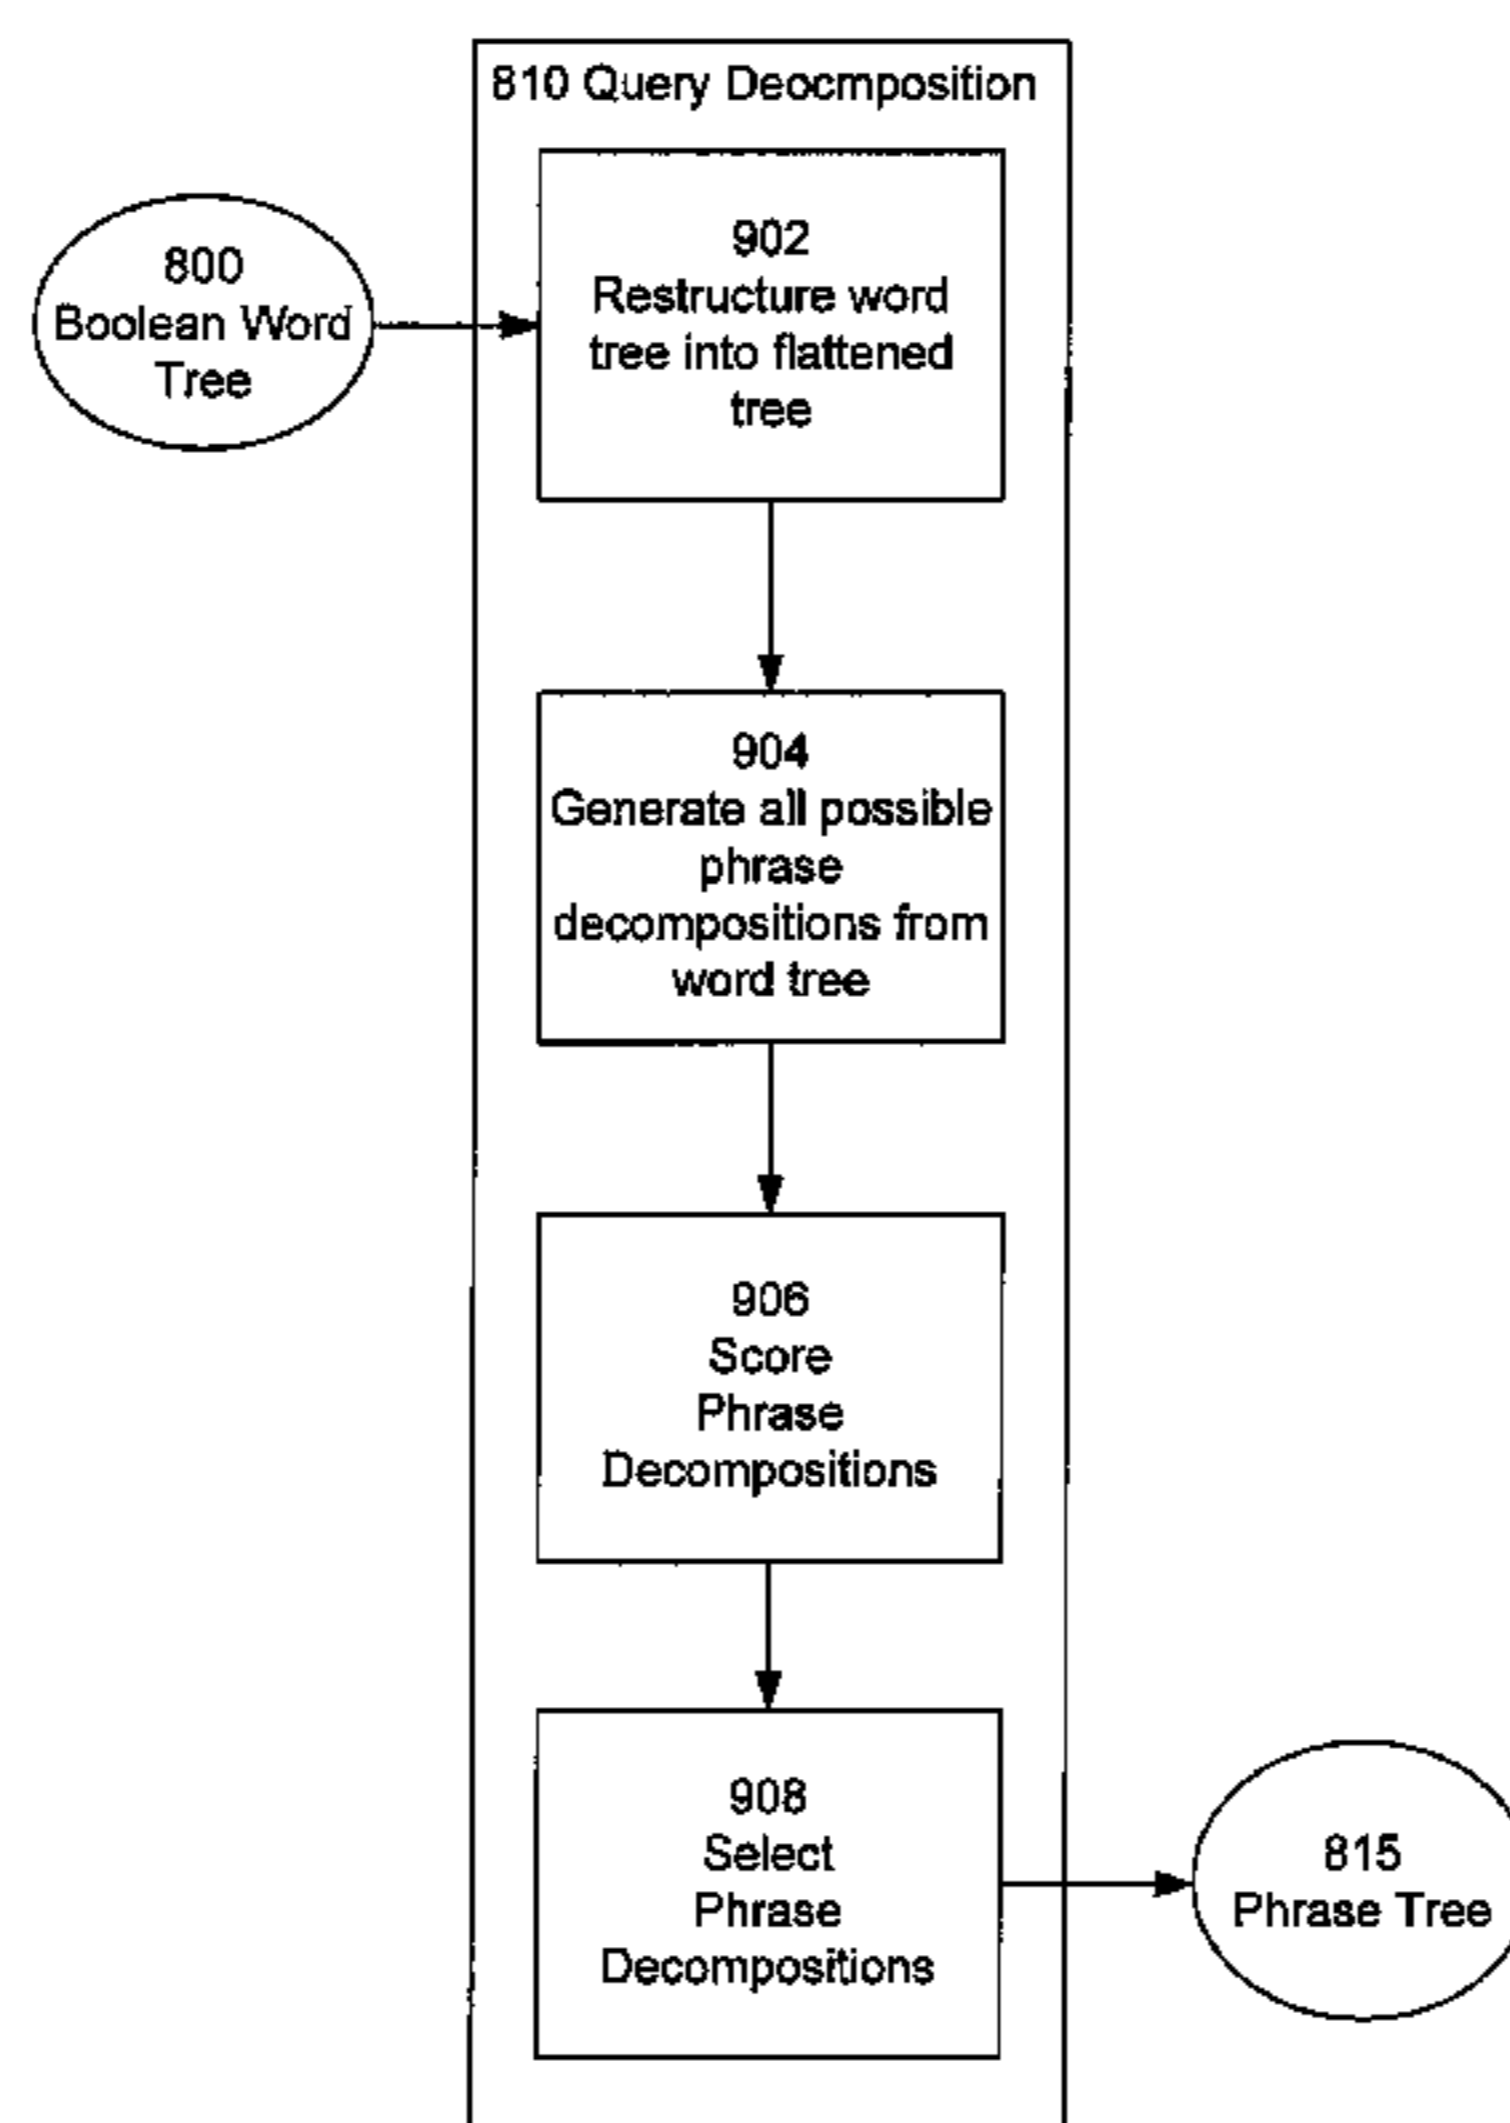 810 Query Deocmposition
800
Boolean Word
Tree
902
Restructure word
tree into flattened
tree
904
Generate all possible
phrase
decompositions from
word tree
906
Score
Phrase
Decompositions
908
Select
Phrase
Decompositions
815
Phrase Tree